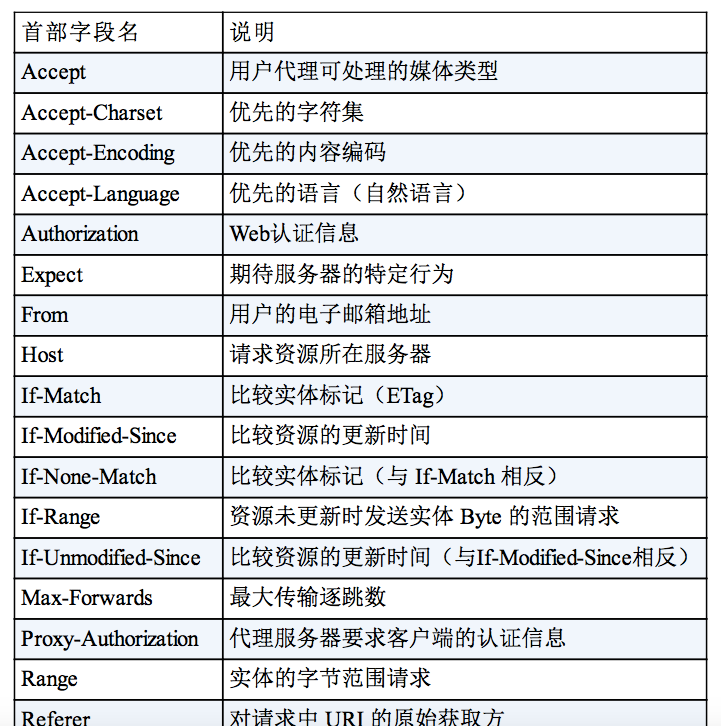 首部字段名 说明
Accept 用户代理可处理的媒体类型
Accept-Charset 优先的字符集
Accept-Encoding 优先的内容编码
Accept-Language 优先的语言（自然语言）
Authorization Web认证信息
Expect 期待服务器的特定行为
From 用户的电子邮箱地址
Host 请求资源所在服务器
If-Match 比较实体标记（ETag）
If-Modified-Since 比较资源的更新时间
If-None-Match 比较实体标记（与 If-Match 相反）
If-Range 资源未更新时发送实体 Byte 的范围请求
If-Unmodified-Since 比较资源的更新时间（与If-Modified-Since相反）
Max-Forwards 最大传输逐跳数
Proxy-Authorization 代理服务器要求客户端的认证信息
Range 实体的字节范围请求
Referer 对请求中 URI 的原始获取方